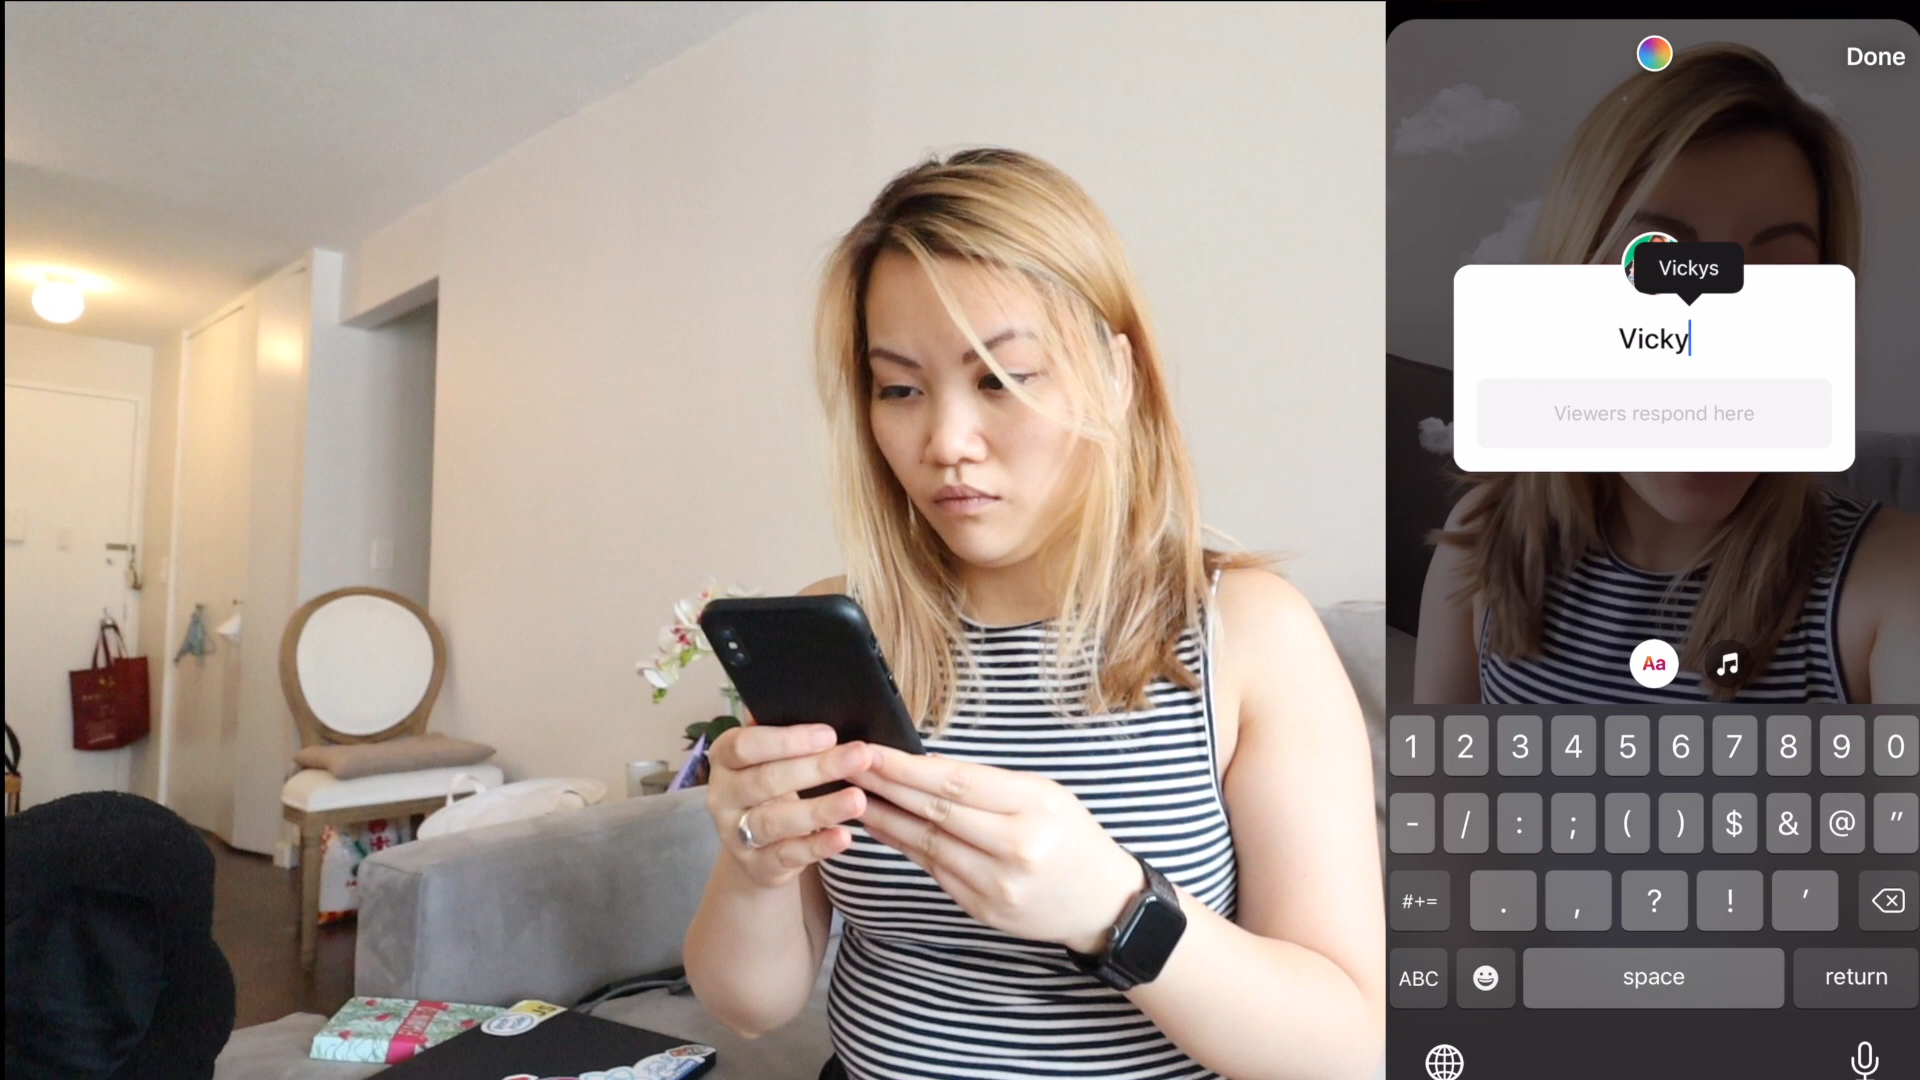 Done
Vickys
Vicky
Viewers respond here
Aa
1 2 3 4 5 6 7 8 9 0
- / : ; ( ) $ & @ "
#+= . , ? ! '
ABC space return